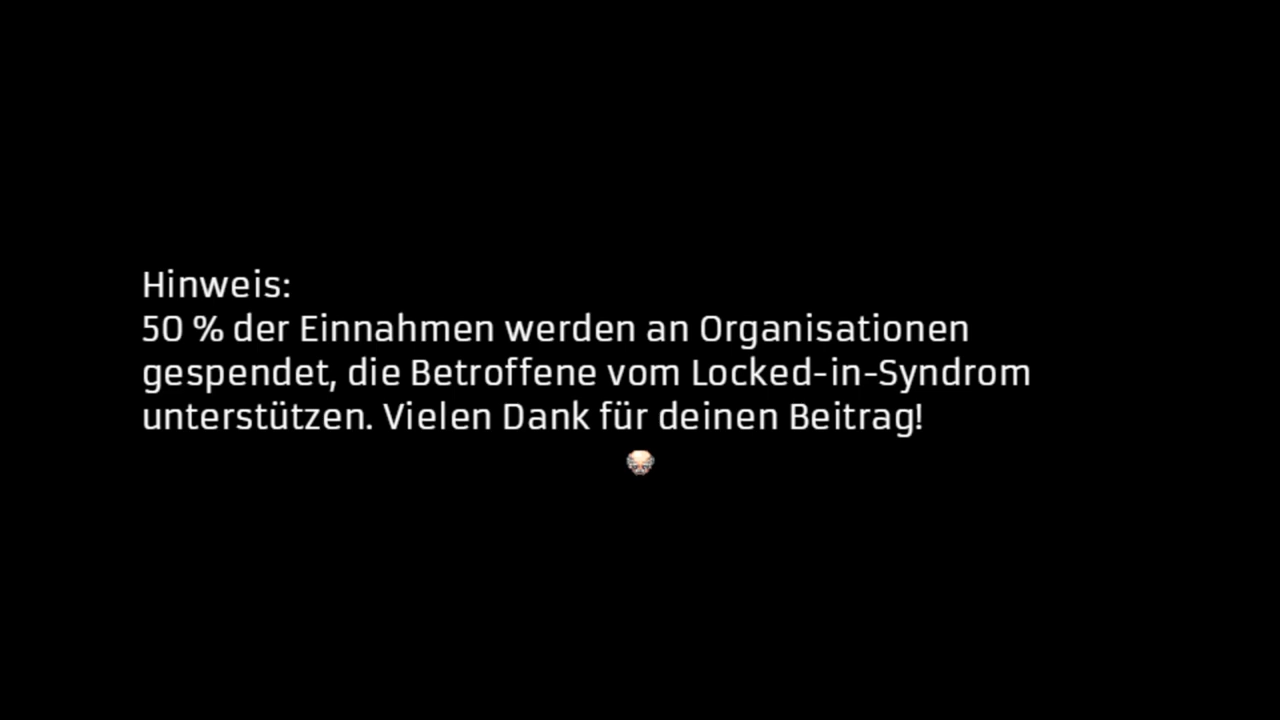 Hinweis:
50 % der Einnahmen werden an Organisationen
gespendet, die Betroffene vom Locked-in-Syndrom
unterstützen. Vielen Dank für deinen Beitrag!